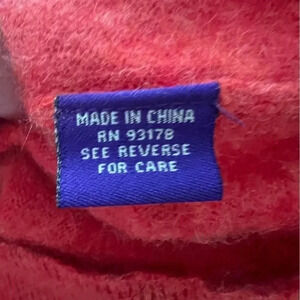 MADE IN CHINA
RN 93178
SEE REVERSE
FOR CARE